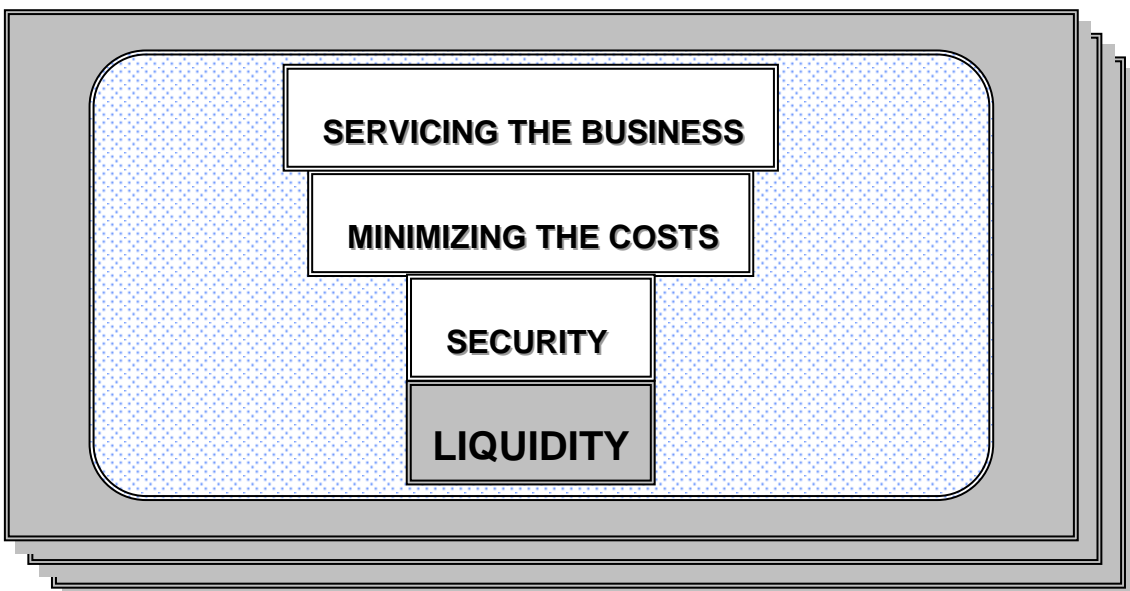 SERVICING THE BUSINESS
MINIMIZING THE COSTS
SECURITY
LIQUIDITY